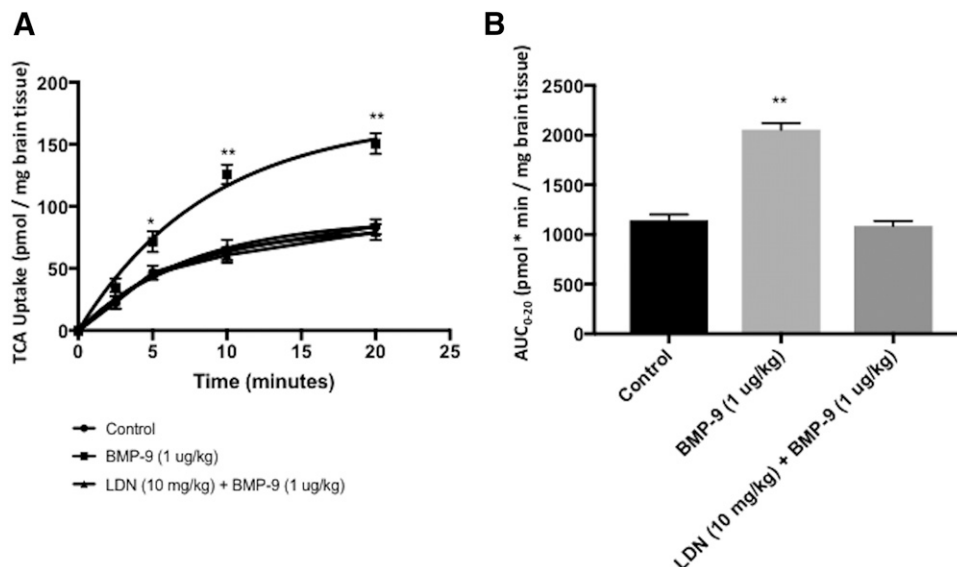 A
TCA Uptake (pmol / mg brain tissue)
200
150
100
50
0
*
**
**
0 5 10 15 20 25
Time (minutes)
Control
BMP-9 (1 ug/kg)
LDN (10 mg/kg) + BMP-9 (1 ug/kg)
B
AUC0-20 (pmol * min / mg brain tissue)
2500
2000
1500
1000
500
0
**
Control
BMP-9 (1 ug/kg)
LDN (10 mg/kg) + BMP-9 (1 ug/kg)